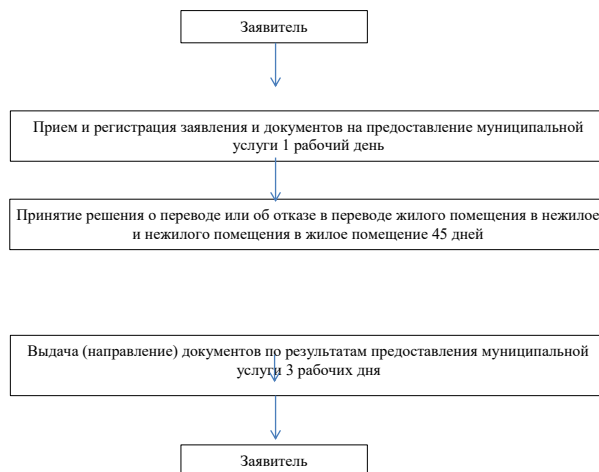 Заявитель
Прием и регистрация заявления и документов на предоставление муниципальной
услуги 1 рабочий день
Принятие решения о переводе или об отказе в переводе жилого помещения в нежилое
и нежилого помещения в жилое помещение 45 дней
Выдача (направление) документов по результатам предоставления муниципальной
услуги 3 рабочих дня
Заявитель